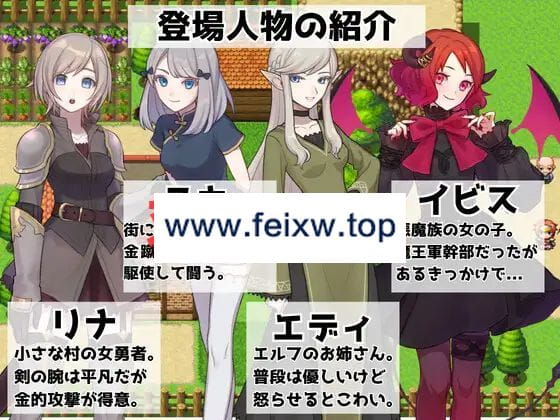 登場人物の紹介
イビス
悪魔族の女の子。
魔王軍幹部だったが
あるきっかけで...
街に
金蹴
駆使して闘う。
www.feixw.top
リナ
小さな村の女勇者。
剣の腕は平凡だが
金的攻撃が得意。
エディ
エルフのお姉さん。
普段は優しいけど
怒らせるとこわい。